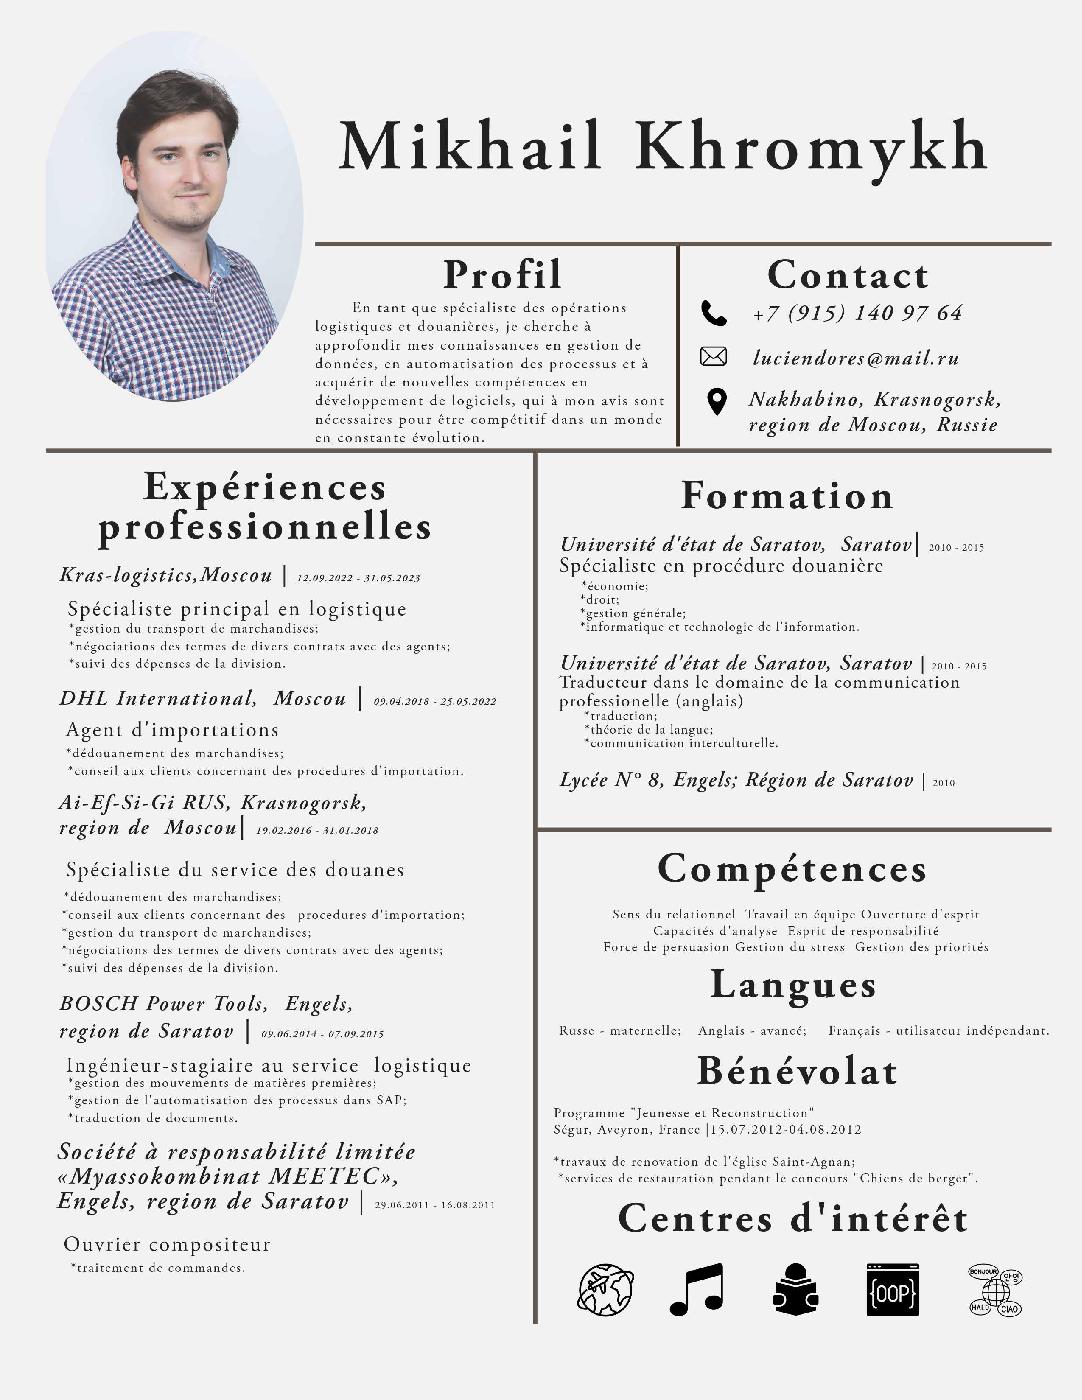 Mikhail Khromykh
Profil
En tant que spécialiste des opérations
logistiques et douanières, je cherche à
approfondir mes connaissances en gestion de
données, en automatisation des processus et à
acquérir de nouvelles compétences en
développement de logiciels, qui à mon avis sont
nécessaires pour être compétitif dans un monde
en constante évolution.
Contact
+7 (915) 140 97 64
luciendores@mail.ru
Nakhabino, Krasnogorsk,
region de Moscou, Russie
Expériences
professionnelles
Kras-logistics,Moscou | 12.09.2022 - 31.05.2023
Spécialiste principal en logistique
*gestion du transport de marchandises;
*négociations des termes de divers contrats avec des agents;
*suivi des dépenses de la division.
DHL International, Moscou | 09.04.2018 - 25.05.2022
Agent d'importations
*dédouanement des marchandises;
*conseil aux clients concernant des procedures d'importation.
Ai-Ef-Si-Gi RUS, Krasnogorsk,
region de Moscou| 19.02.2016 - 31.01.2018
Spécialiste du service des douanes
*dédouanement des marchandises;
*conseil aux clients concernant des procedures d'importation;
*gestion du transport de marchandises;
*négociations des termes de divers contrats avec des agents;
*suivi des dépenses de la division.
BOSCH Power Tools, Engels,
region de Saratov | 09.06.2014 - 07.09.2015
Ingénieur-stagiaire au service logistique
*gestion des mouvements de matières premières;
*gestion de l'automatisation des processus dans SAP;
*traduction de documents.
Société à responsabilité limitée
«Myassokombinat MEETEC»,
Engels, region de Saratov | 29.06.2011 - 16.08.2011
Ouvrier compositeur
*traitement de commandes.
Formation
Université d'état de Saratov, Saratov| 2010 - 2015
Spécialiste en procédure douanière
*économie;
*droit;
*gestion générale;
*informatique et technologie de l'information.
Université d'état de Saratov, Saratov | 2010 - 2015
Traducteur dans le domaine de la communication
professionelle (anglais)
*traduction;
*théorie de la langue;
*communication interculturelle.
Lycée N° 8, Engels; Région de Saratov | 2010
Compétences
Sens du relationnel Travail en équipe Ouverture d'esprit
Capacités d'analyse Esprit de responsabilité
Force de persuasion Gestion du stress Gestion des priorités
Langues
Russe - maternelle; Anglais - avancé; Français - utilisateur indépendant.
Bénévolat
Programme "Jeunesse et Reconstruction"
Ségur, Aveyron, France |15.07.2012-04.08.2012
*travaux de renovation de l'église Saint-Agnan;
*services de restauration pendant le concours "Chiens de berger".
Centres d'intérêt
{OOP}
BONJOUR
HALO
CIAO